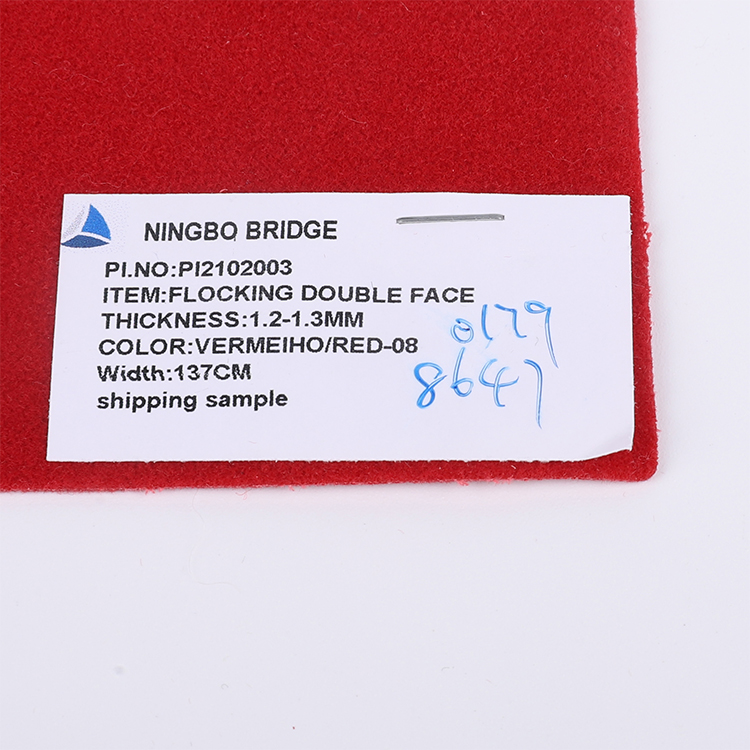 NINGBO BRIDGE
PI.NO:PI2102003
ITEM:FLOCKING DOUBLE FACE
THICKNESS:1.2-1.3MM
COLOR:VERMEIHO/RED-08
Width:137CM
shipping sample
0179
8647